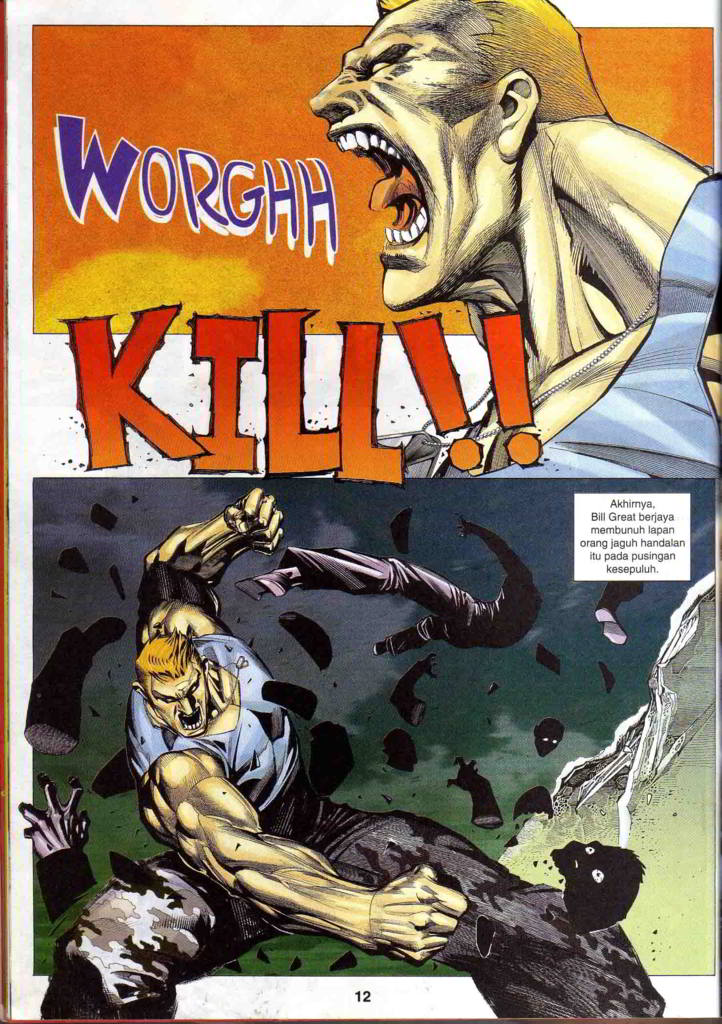 WORGHH
KILL!!
Akhirnya,
Bill Great berjaya
membunuh lapan
orang jaguh handalan
itu pada pusingan
kesepuluh.
12